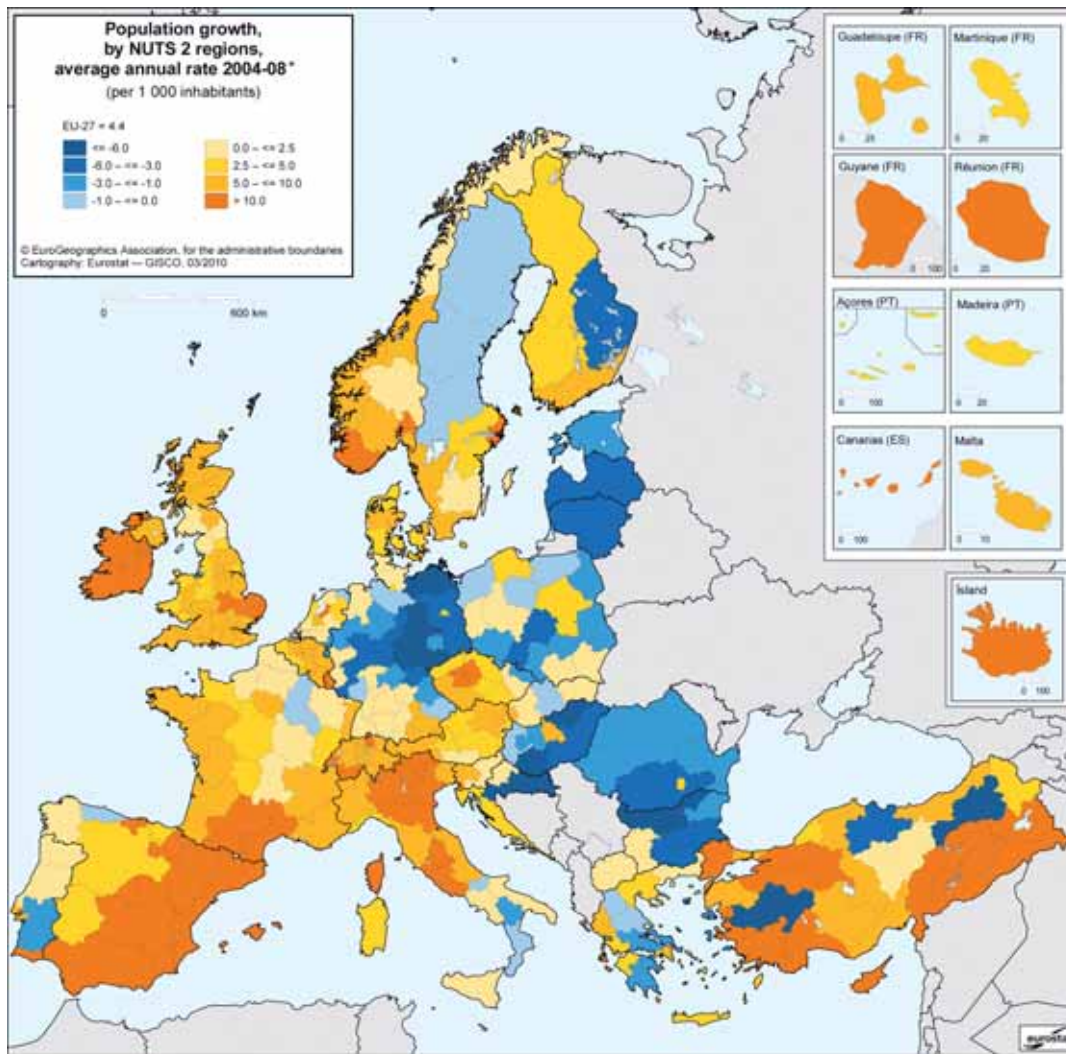 Population growth,
by NUTS 2 regions,
average annual rate 2004-08*
(per 1 000 inhabitants)
EU-27 = 4.4
<= -6.0
-6.0 – <= -3.0
-3.0 – <= -1.0
-1.0 – <= 0.0
0.0 – <= 2.5
2.5 – <= 5.0
5.0 – <= 10.0
> 10.0
© EuroGeographics Association, for the administrative boundaries
Cartography: Eurostat — GISCO, 03/2010
0 600 km
Guadeloupe (FR)
0 25
Martinique (FR)
0 20
Guyane (FR)
0 100
Réunion (FR)
0 20
Açores (PT)
0 100
Madeira (PT)
0 20
Canarias (ES)
0 100
Malta
0 10
Ísland
0 100
eurostat